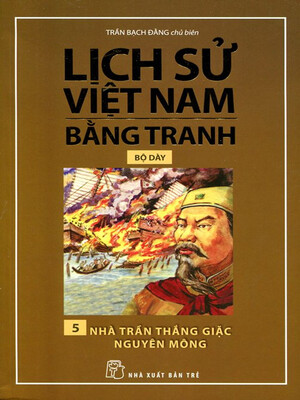 TRẦN BẠCH ĐẰNG chủ biên
LỊCH SỬ
VIỆT NAM
BẰNG TRANH
BỘ DÀY
5 NHÀ TRẦN THẮNG GIẶC
NGUYÊN MÔNG
NHÀ XUẤT BẢN TRẺ